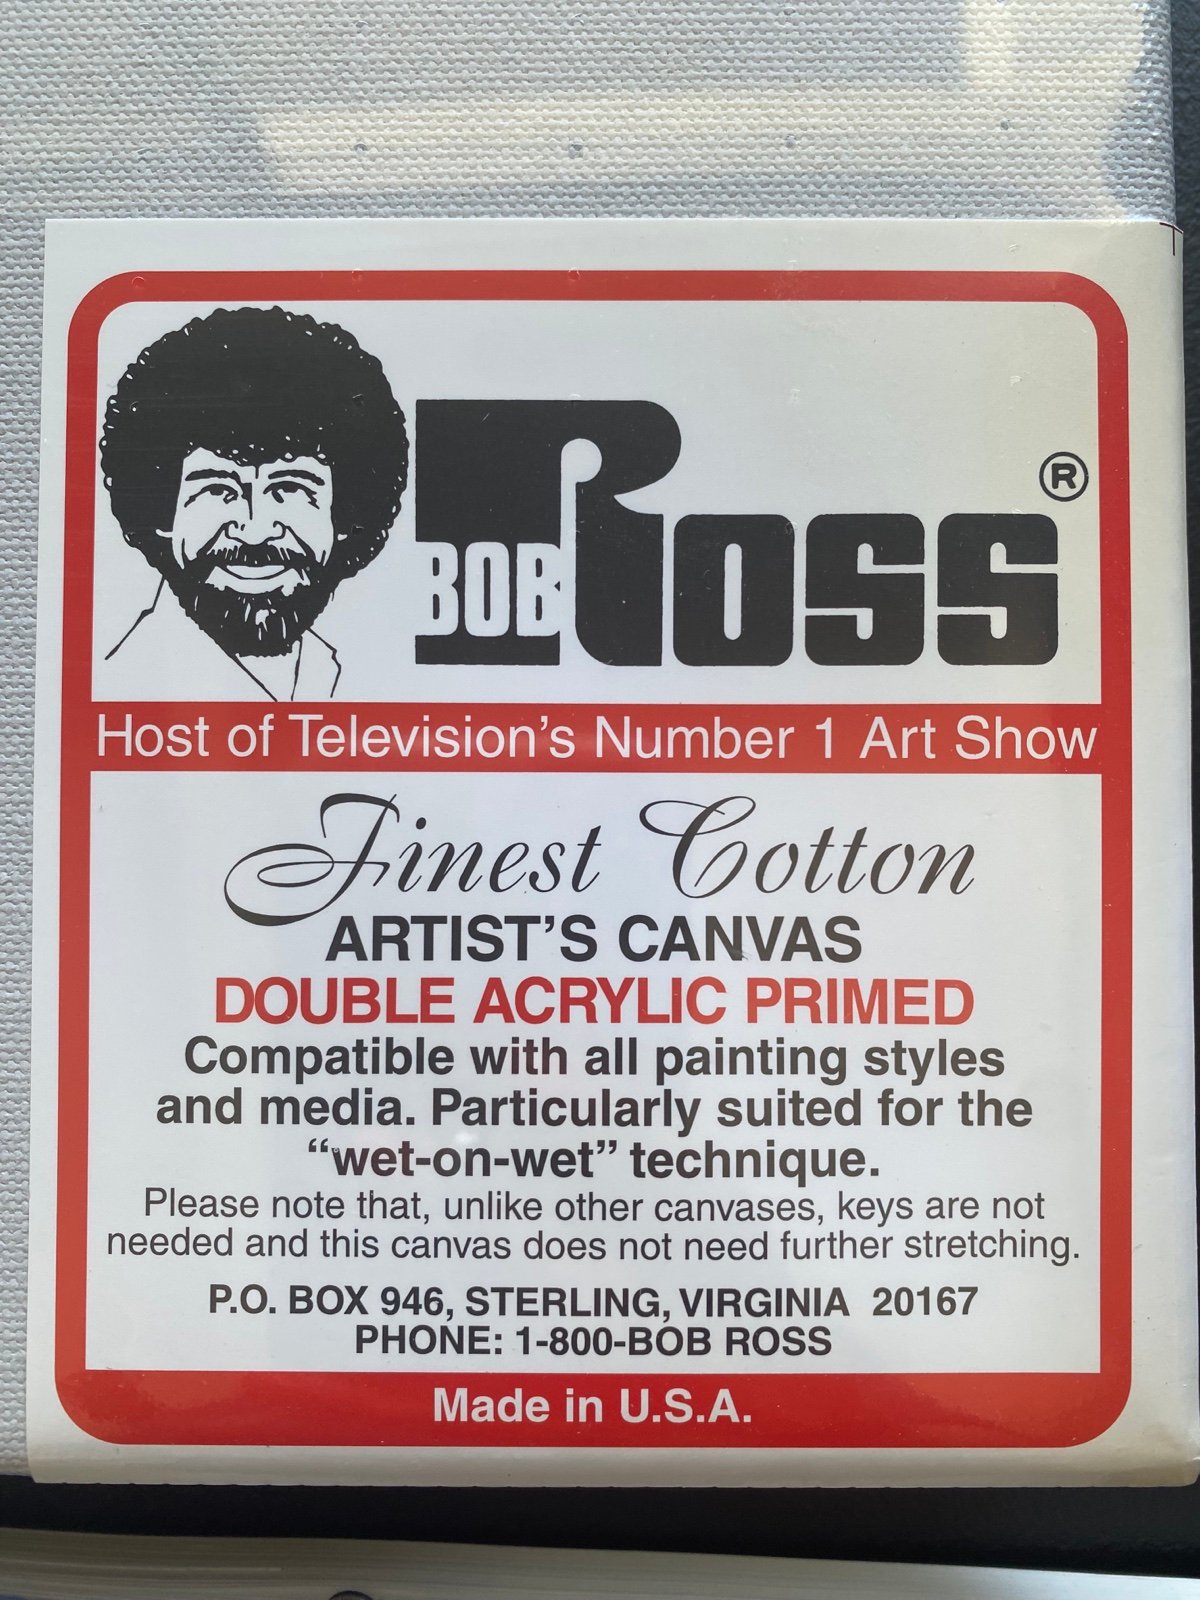 BOB ROSS®
Host of Television's Number 1 Art Show
Finest Cotton
ARTIST'S CANVAS
DOUBLE ACRYLIC PRIMED
Compatible with all painting styles
and media. Particularly suited for the
“wet-on-wet” technique.
Please note that, unlike other canvases, keys are not
needed and this canvas does not need further stretching.
P.O. BOX 946, STERLING, VIRGINIA 20167
PHONE: 1-800-BOB ROSS
Made in U.S.A.